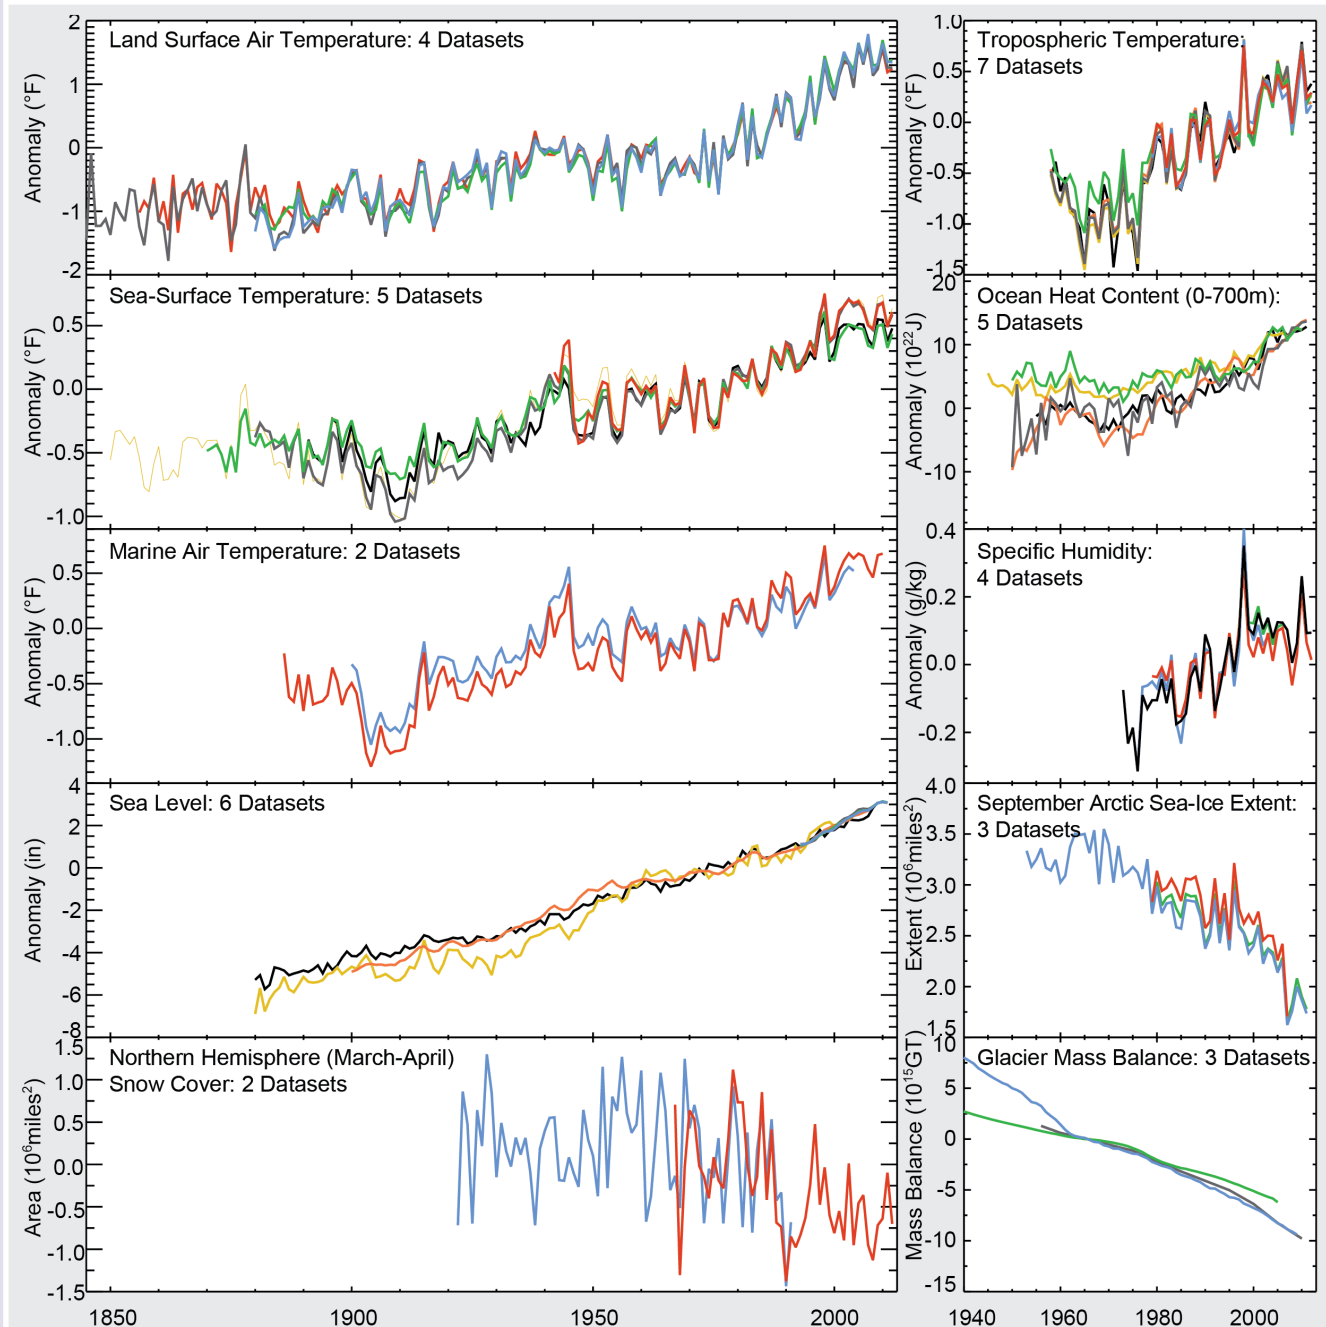 Land Surface Air Temperature: 4 Datasets
Anomaly (°F)
2
1
0
-1
-2
Sea-Surface Temperature: 5 Datasets
Anomaly (°F)
0.5
0.0
-0.5
-1.0
Marine Air Temperature: 2 Datasets
Anomaly (°F)
0.5
0.0
-0.5
-1.0
Sea Level: 6 Datasets
Anomaly (in)
4
2
0
-2
-4
-6
-8
Northern Hemisphere (March-April)
Snow Cover: 2 Datasets
Area (10⁶miles²)
1.5
1.0
0.5
0.0
-0.5
-1.0
-1.5
1850 1900 1950 2000
Tropospheric Temperature:
7 Datasets
Anomaly (°F)
1.0
0.5
0.0
-0.5
-1.0
-1.5
Ocean Heat Content (0-700m):
5 Datasets
Anomaly (10²²J)
20
10
0
-10
Specific Humidity:
4 Datasets
Anomaly (g/kg)
0.4
0.2
0.0
-0.2
September Arctic Sea-Ice Extent:
3 Datasets
Extent (10⁶miles²)
4.0
3.5
3.0
2.5
2.0
1.5
Glacier Mass Balance: 3 Datasets
Mass Balance (10¹⁵GT)
10
5
0
-5
-10
-15
1940 1960 1980 2000